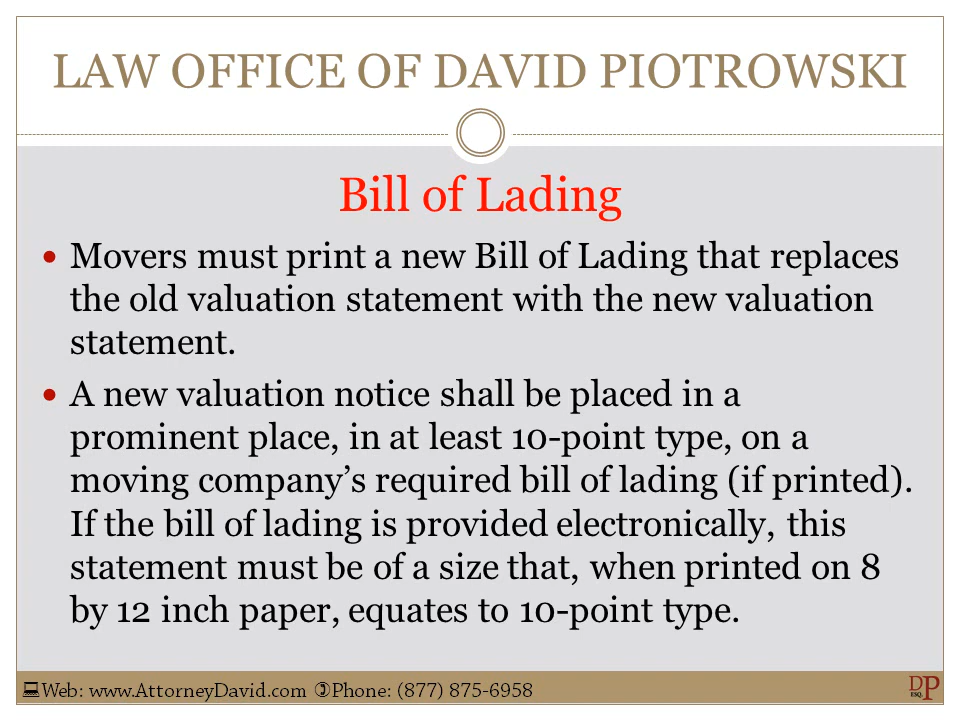 LAW OFFICE OF DAVID PIOTROWSKI
Bill of Lading
• Movers must print a new Bill of Lading that replaces
the old valuation statement with the new valuation
statement.
• A new valuation notice shall be placed in a
prominent place, in at least 10-point type, on a
moving company’s required bill of lading (if printed).
If the bill of lading is provided electronically, this
statement must be of a size that, when printed on 8
by 12 inch paper, equates to 10-point type.
Web: www.AttorneyDavid.com Phone: (877) 875-6958
DP
ESQ.